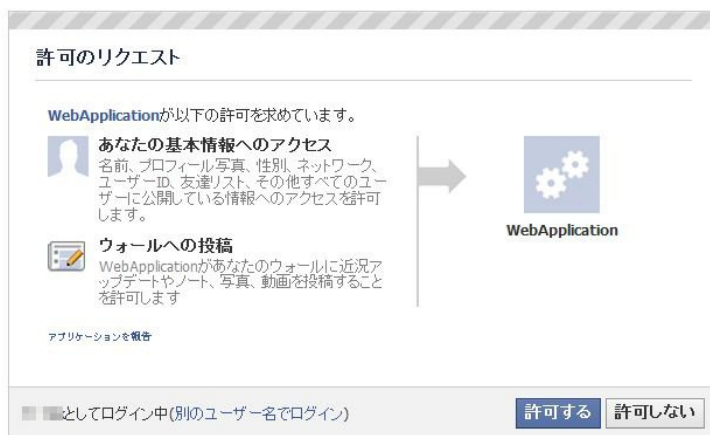 許可のリクエスト
WebApplicationが以下の許可を求めています。
あなたの基本情報へのアクセス
名前、プロフィール写真、性別、ネットワーク、
ユーザーID、友達リスト、その他すべてのユー
ザーに公開している情報へのアクセスを許可
します。
WebApplication
ウォールへの投稿
WebApplicationがあなたのウォールに近況ア
ップデートやノート、写真、動画を投稿すること
を許可します
アプリケーションを報告
としてログイン中(別のユーザー名でログイン)
許可する
許可しない